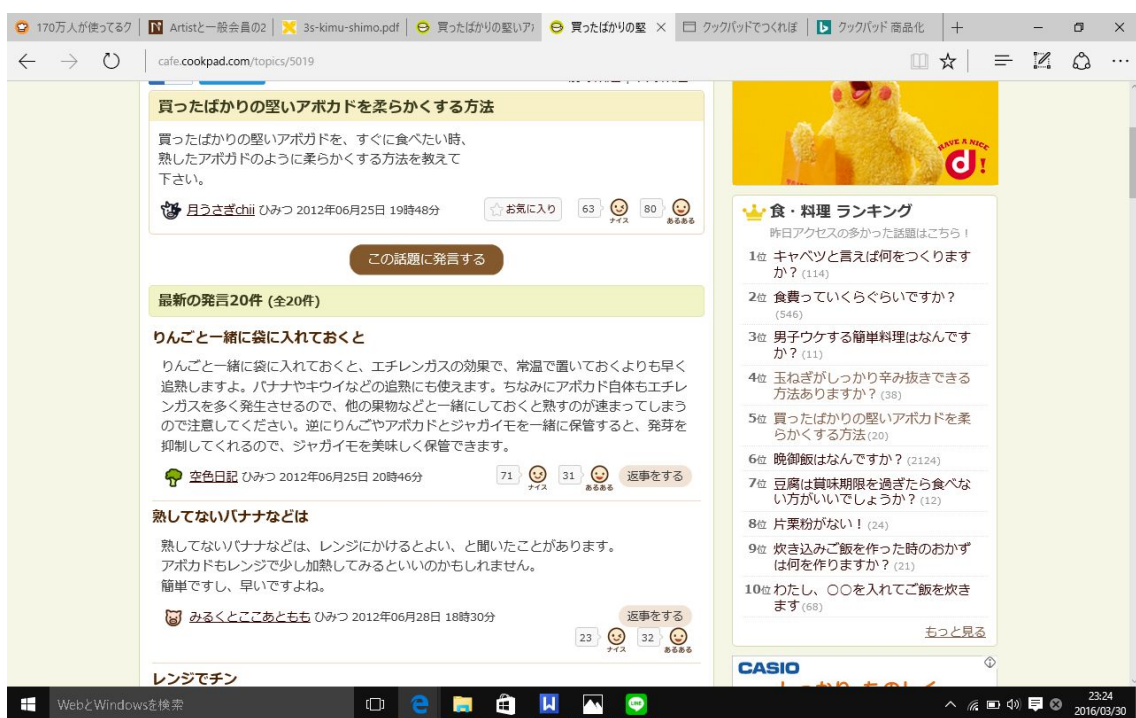 170万人が使ってるク
Artistと一般会員の2
3s-kimu-shimo.pdf
買ったばかりの堅いア
買ったばかりの堅
クックパッドでつくれぽ
クックパッド 商品化
cafe.cookpad.com/topics/5019
買ったばかりの堅いアボカドを柔らかくする方法
買ったばかりの堅いアボガドを、すぐに食べたい時、
熟したアボガドのように柔らかくする方法を教えて
下さい。
月うさぎchii ひみつ 2012年06月25日 19時48分
お気に入り 63 ナイス 80 あるある
この話題に発言する
最新の発言20件 (全20件)
りんごと一緒に袋に入れておくと
りんごと一緒に袋に入れておくと、エチレンガスの効果で、常温で置いておくよりも早く
追熟しますよ。バナナやキウイなどの追熟にも使えます。ちなみにアボカド自体もエチレ
ンガスを多く発生させるので、他の果物などと一緒にしておくと熟すのが速まってしまう
ので注意してください。逆にりんごやアボカドとジャガイモを一緒に保管すると、発芽を
抑制してくれるので、ジャガイモを美味しく保管できます。
空色日記 ひみつ 2012年06月25日 20時46分
71 ナイス 31 あるある 返事をする
熟してないバナナなどは
熟してないバナナなどは、レンジにかけるとよい、と聞いたことがあります。
アボカドもレンジで少し加熱してみるといいのかもしれません。
簡単ですし、早いですよね。
みるくとここあともも ひみつ 2012年06月28日 18時30分
返事をする
23 ナイス 32 あるある
レンジでチン
HAVE A NICE
d!
食・料理 ランキング
昨日アクセスの多かった話題はこちら！
1位 キャベツと言えば何をつくります
か？(114)
2位 食費っていくらぐらいですか？
(546)
3位 男子ウケする簡単料理はなんです
か？(11)
4位 玉ねぎがしっかり辛み抜きできる
方法ありますか？(38)
5位 買ったばかりの堅いアボカドを柔
らかくする方法(20)
6位 晩御飯はなんですか？(2124)
7位 豆腐は賞味期限を過ぎたら食べな
い方がいいでしょうか？(12)
8位 片栗粉がない！(24)
9位 炊き込みご飯を作った時のおかず
は何を作りますか？(21)
10位 わたし、○○を入れてご飯を炊き
ます(68)
もっと見る
CASIO
WebとWindowsを検索
LINE
23:24
2016/03/30